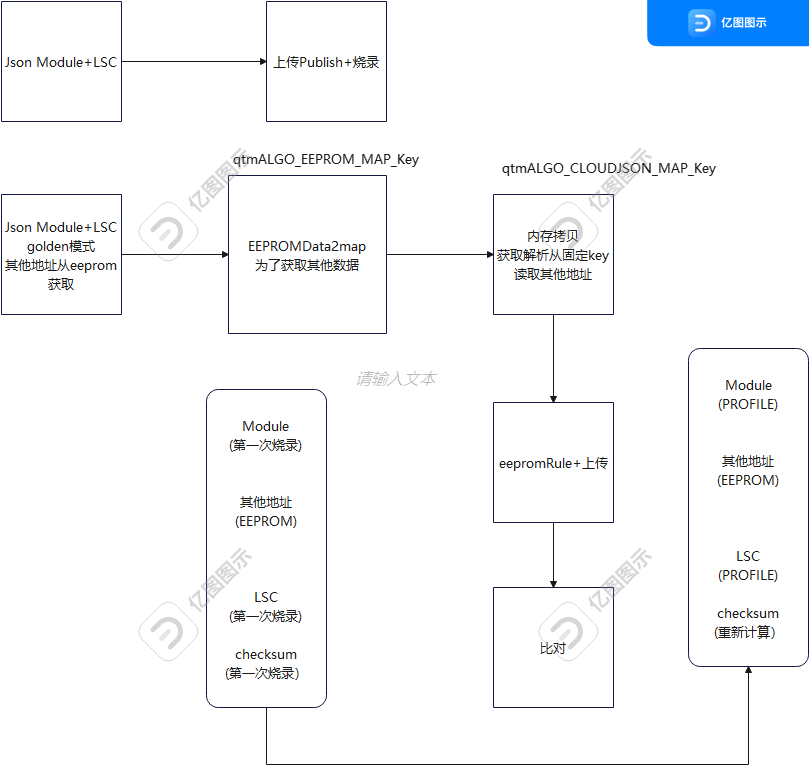 亿图图示
Json Module+LSC
上传Publish+烧录
qtmALGO_EEPROM_MAP_Key
qtmALGO_CLOUDJSON_MAP_Key
亿图图示
亿图图示
Json Module+LSC
golden模式
其他地址从eeprom
获取
EEPROMData2map
为了获取其他数据
内存拷贝
获取解析从固定key
读取其他地址
请输入文本
Module
(PROFILE)
其他地址
(EEPROM)
LSC
(PROFILE)
checksum
(重新计算）
Module
(第一次烧录)
其他地址
(EEPROM)
LSC
(第一次烧录)
checksum
(第一次烧录）
eepromRule+上传
亿图图示
亿图图示
比对